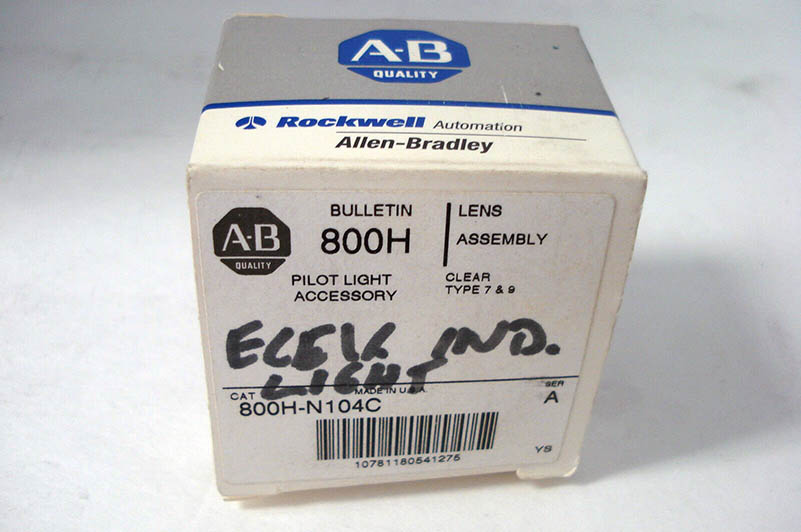 A-B
QUALITY
Rockwell Automation
Allen-Bradley
A-B
QUALITY
BULLETIN
800H
PILOT LIGHT
ACCESSORY
LENS
ASSEMBLY
CLEAR
TYPE 7 & 9
IND.
LIGHT
MADE IN U.S.A.
CAT
800H-N104C
SER
A
10781180541275
YS